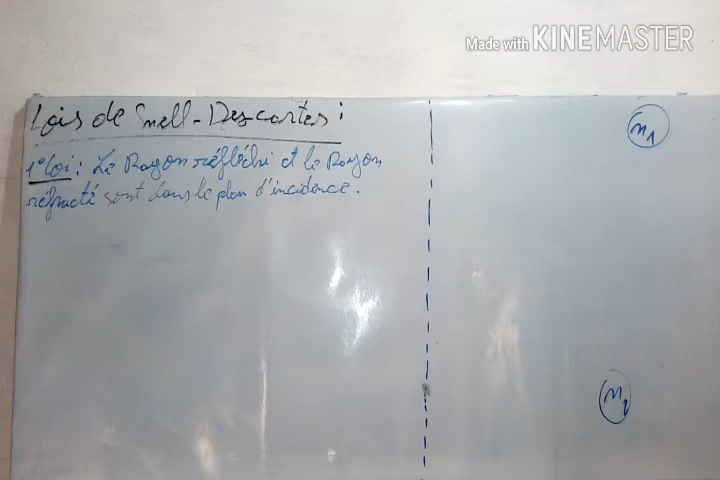 Made with KINEMASTER
Lois de Snell-Descartes :
n1
1° Loi : Le Rayon réfléchi et le Rayon
réfracté sont dans le plan d'incidence.
n2